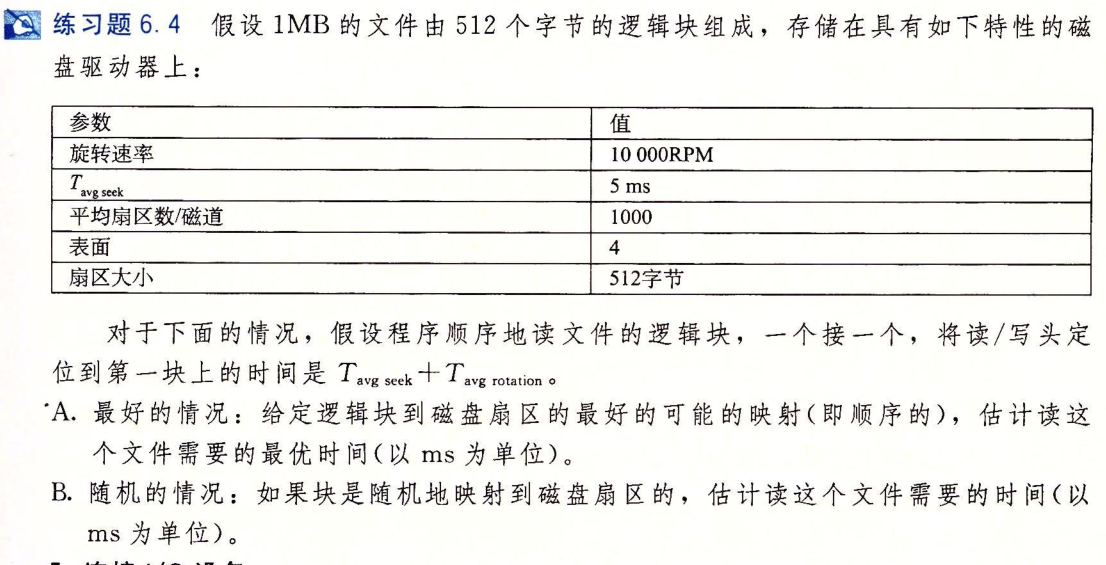 练习题 6.4 假设 1MB 的文件由 512 个字节的逻辑块组成，存储在具有如下特性的磁
盘驱动器上：
参数 值
旋转速率 10 000RPM
T avg seek 5 ms
平均扇区数/磁道 1000
表面 4
扇区大小 512字节
对于下面的情况，假设程序顺序地读文件的逻辑块，一个接一个，将读/写头定
位到第一块上的时间是 T avg seek + T avg rotation。
A. 最好的情况：给定逻辑块到磁盘扇区的最好的可能的映射(即顺序的)，估计读这
个文件需要的最优时间(以 ms 为单位)。
B. 随机的情况：如果块是随机地映射到磁盘扇区的，估计读这个文件需要的时间(以
ms 为单位)。